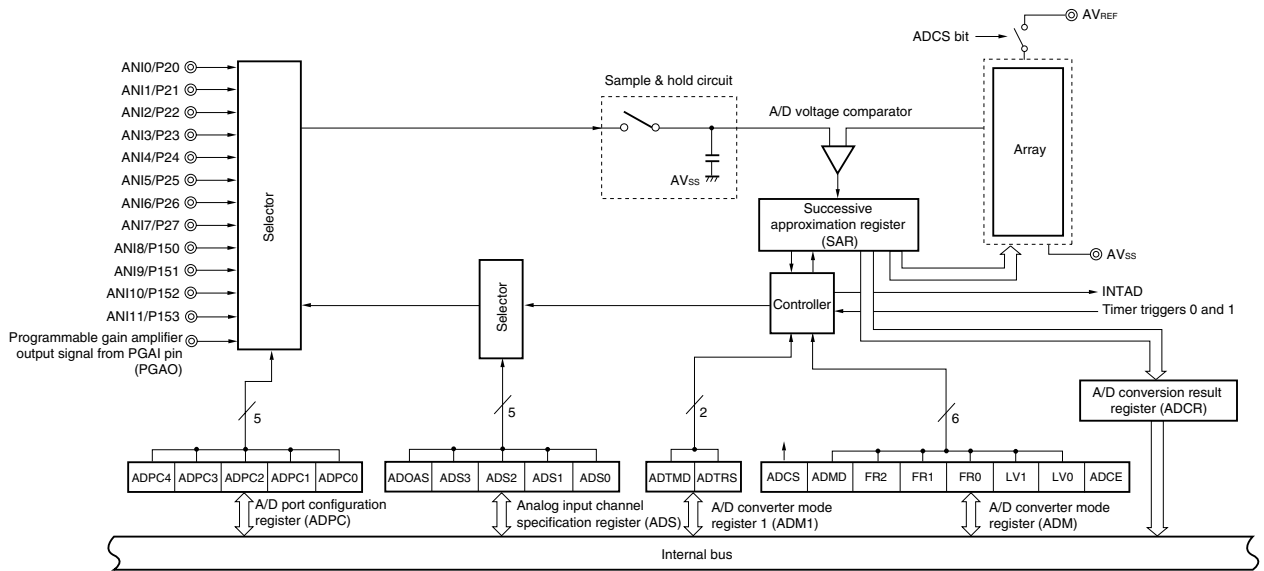 AVREF
ADCS bit
ANI0/P20
ANI1/P21
ANI2/P22
ANI3/P23
ANI4/P24
ANI5/P25
ANI6/P26
ANI7/P27
ANI8/P150
ANI9/P151
ANI10/P152
ANI11/P153
Programmable gain amplifier
output signal from PGAI pin
(PGAO)
Selector
Sample & hold circuit
AVSS
A/D voltage comparator
Array
AVSS
Successive
approximation register
(SAR)
Selector
Controller
INTAD
Timer triggers 0 and 1
A/D conversion result
register (ADCR)
5
5
2
6
ADPC4 ADPC3 ADPC2 ADPC1 ADPC0
ADOAS ADS3 ADS2 ADS1 ADS0
ADTMD ADTRS
ADCS ADMD FR2 FR1 FR0 LV1 LV0 ADCE
A/D port configuration
register (ADPC)
Analog input channel
specification register (ADS)
A/D converter mode
register 1 (ADM1)
A/D converter mode
register (ADM)
Internal bus